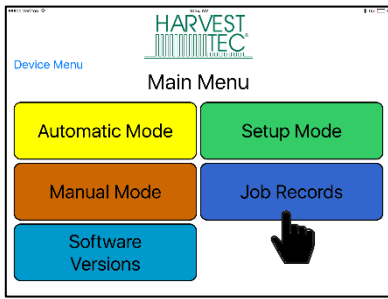 HARVEST
TEC
Device Menu
Main Menu
Automatic Mode
Setup Mode
Manual Mode
Job Records
Software
Versions